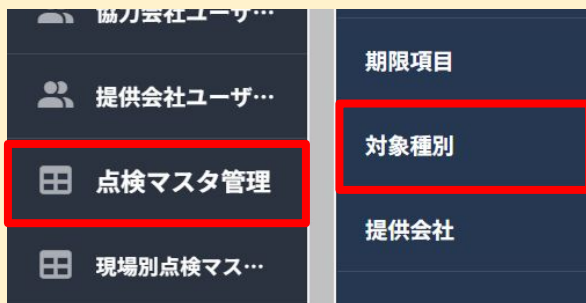 協力会社ユーザ…
提供会社ユーザ…
点検マスタ管理
現場別点検マス…
期限項目
対象種別
提供会社